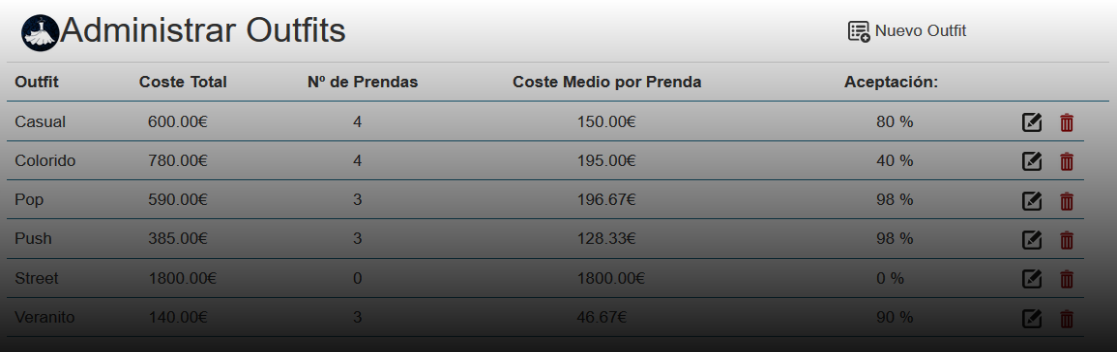 Administrar Outfits Nuevo Outfit
Outfit Coste Total Nº de Prendas Coste Medio por Prenda Aceptación:
Casual 600.00€ 4 150.00€ 80 %
Colorido 780.00€ 4 195.00€ 40 %
Pop 590.00€ 3 196.67€ 98 %
Push 385.00€ 3 128.33€ 98 %
Street 1800.00€ 0 1800.00€ 0 %
Veranito 140.00€ 3 46.67€ 90 %